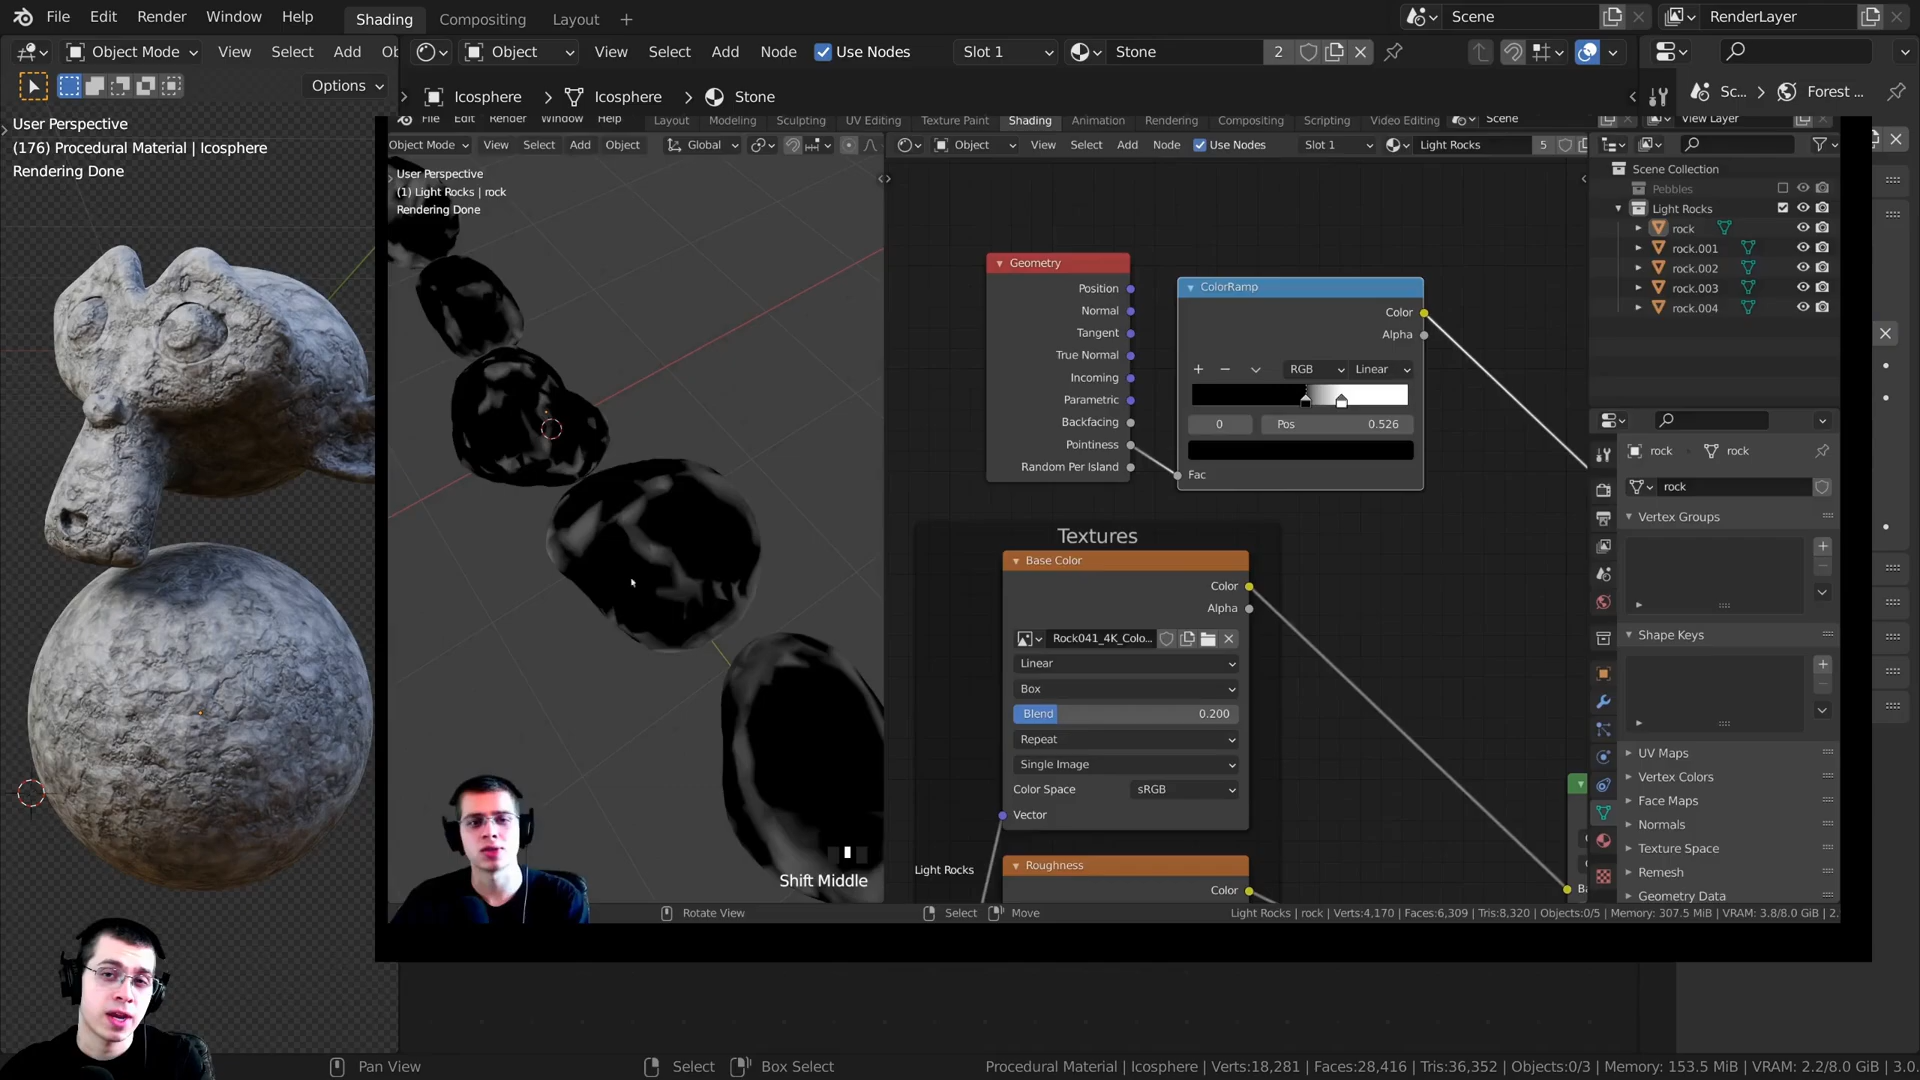 File Edit Render Window Help Shading Compositing Layout + Scene RenderLayer
Object Mode View Select Add Object View Select Add Node Use Nodes Slot 1 Stone 2
Options Icosphere > Icosphere > Stone Sc... > Forest ...
User Perspective
(176) Procedural Material | Icosphere
Rendering Done
File Edit Render Window Help Layout Modeling Sculpting UV Editing Texture Paint Shading Animation Rendering Compositing Scripting Video Editing Scene View Layer
Object Mode View Select Add Object Global Object View Select Add Node Use Nodes Slot 1 Light Rocks 5
User Perspective
(1) Light Rocks | rock
Rendering Done
Geometry
Position
Normal
Tangent
True Normal
Incoming
Parametric
Backfacing
Pointiness
Random Per Island
ColorRamp
Color
Alpha
+ − RGB Linear
0 Pos 0.526
Fac
Textures
Base Color
Color
Alpha
Rock041_4K_Colo...
Linear
Box
Blend 0.200
Repeat
Single Image
Color Space sRGB
Vector
Roughness
Color
Light Rocks
Shift Middle
Scene Collection
Pebbles
Light Rocks
rock
rock.001
rock.002
rock.003
rock.004
rock rock
rock
Vertex Groups
Shape Keys
UV Maps
Vertex Colors
Face Maps
Normals
Texture Space
Remesh
Geometry Data
Rotate View Select Move Light Rocks | rock | Verts:4,170 | Faces:6,309 | Tris:8,320 | Objects:0/5 | Memory: 307.5 MiB | VRAM: 3.8/8.0 GiB | 2.
Pan View Select Box Select Procedural Material | Icosphere | Verts:18,281 | Faces:28,416 | Tris:36,352 | Objects:0/3 | Memory: 153.5 MiB | VRAM: 2.2/8.0 GiB | 3.0